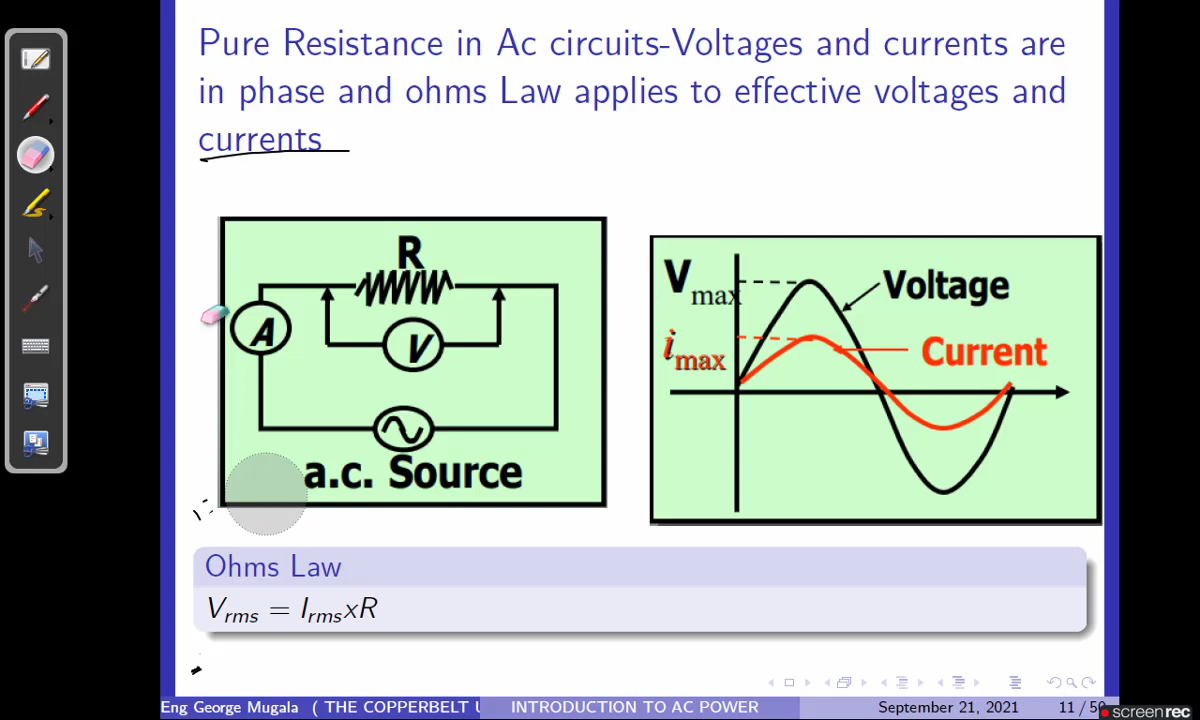 Pure Resistance in Ac circuits-Voltages and currents are
in phase and ohms Law applies to effective voltages and
currents
R
A
V
a.c. Source
Vmax
Voltage
imax
Current
Ohms Law
Vrms = IrmsxR
Eng George Mugala ( THE COPPERBELT U INTRODUCTION TO AC POWER September 21, 2021 11 / 50
screenrec